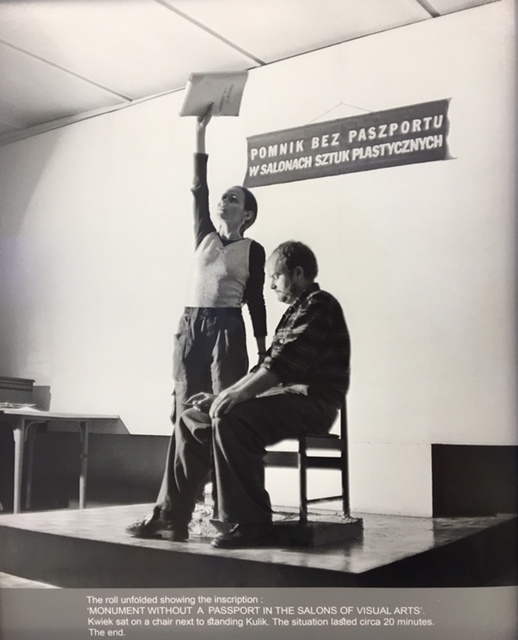 POMNIK BEZ PASZPORTU
W SALONACH SZTUK PLASTYCZNYCH
The roll unfolded showing the inscription :
'MONUMENT WITHOUT A PASSPORT IN THE SALONS OF VISUAL ARTS'.
Kwiek sat on a chair next to standing Kulik. The situation lasted circa 20 minutes.
The end.